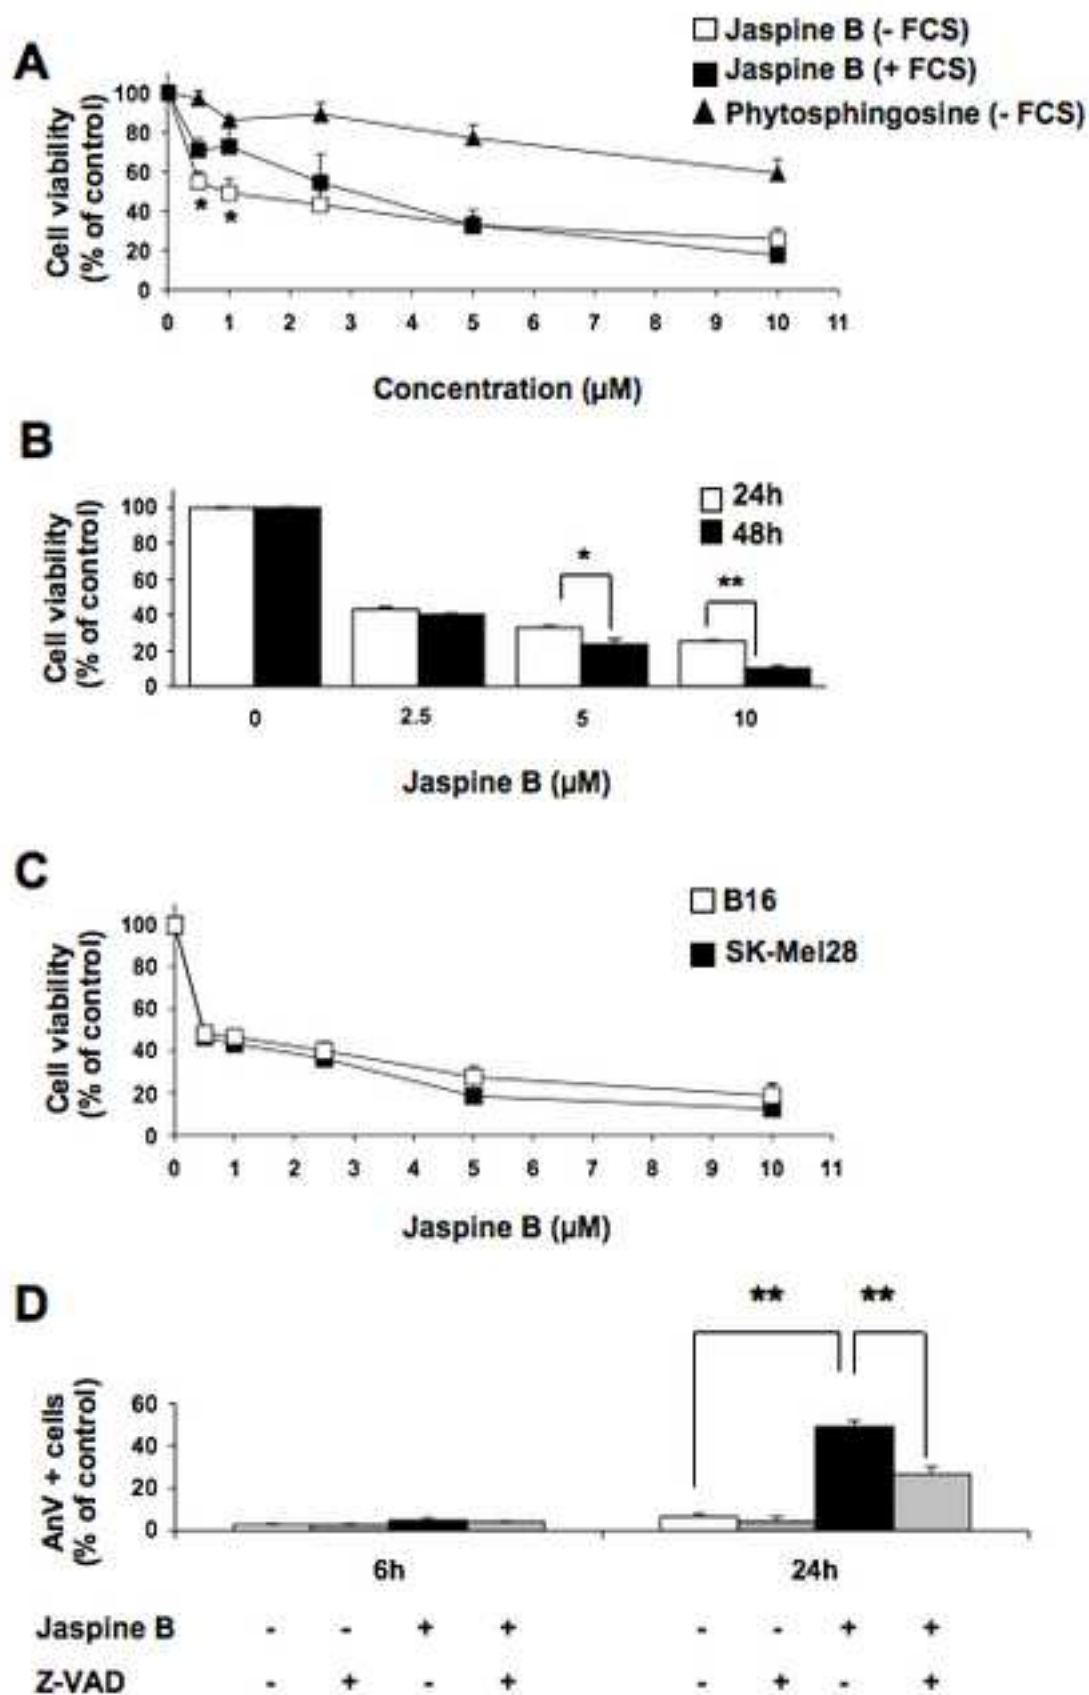 A
Jaspine B (- FCS)
Jaspine B (+ FCS)
Phytosphingosine (- FCS)
Cell viability
(% of control)
100
80
60
40
20
0
*
*
0 1 2 3 4 5 6 7 8 9 10 11
Concentration (µM)
B
24h
48h
Cell viability
(% of control)
100
80
60
40
20
0
*
**
0 2.5 5 10
Jaspine B (µM)
C
B16
SK-Mel28
Cell viability
(% of control)
100
80
60
40
20
0
0 1 2 3 4 5 6 7 8 9 10 11
Jaspine B (µM)
D
** **
AnV + cells
(% of control)
60
40
20
0
6h 24h
Jaspine B - - + + - - + +
Z-VAD - + - + - + - +